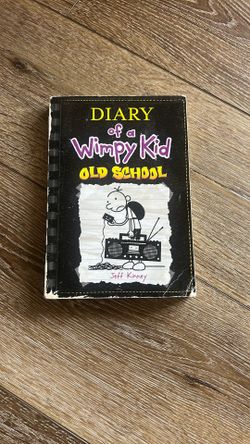 DIARY
of a
Wimpy Kid
OLD SCHOOL
Jeff Kinney